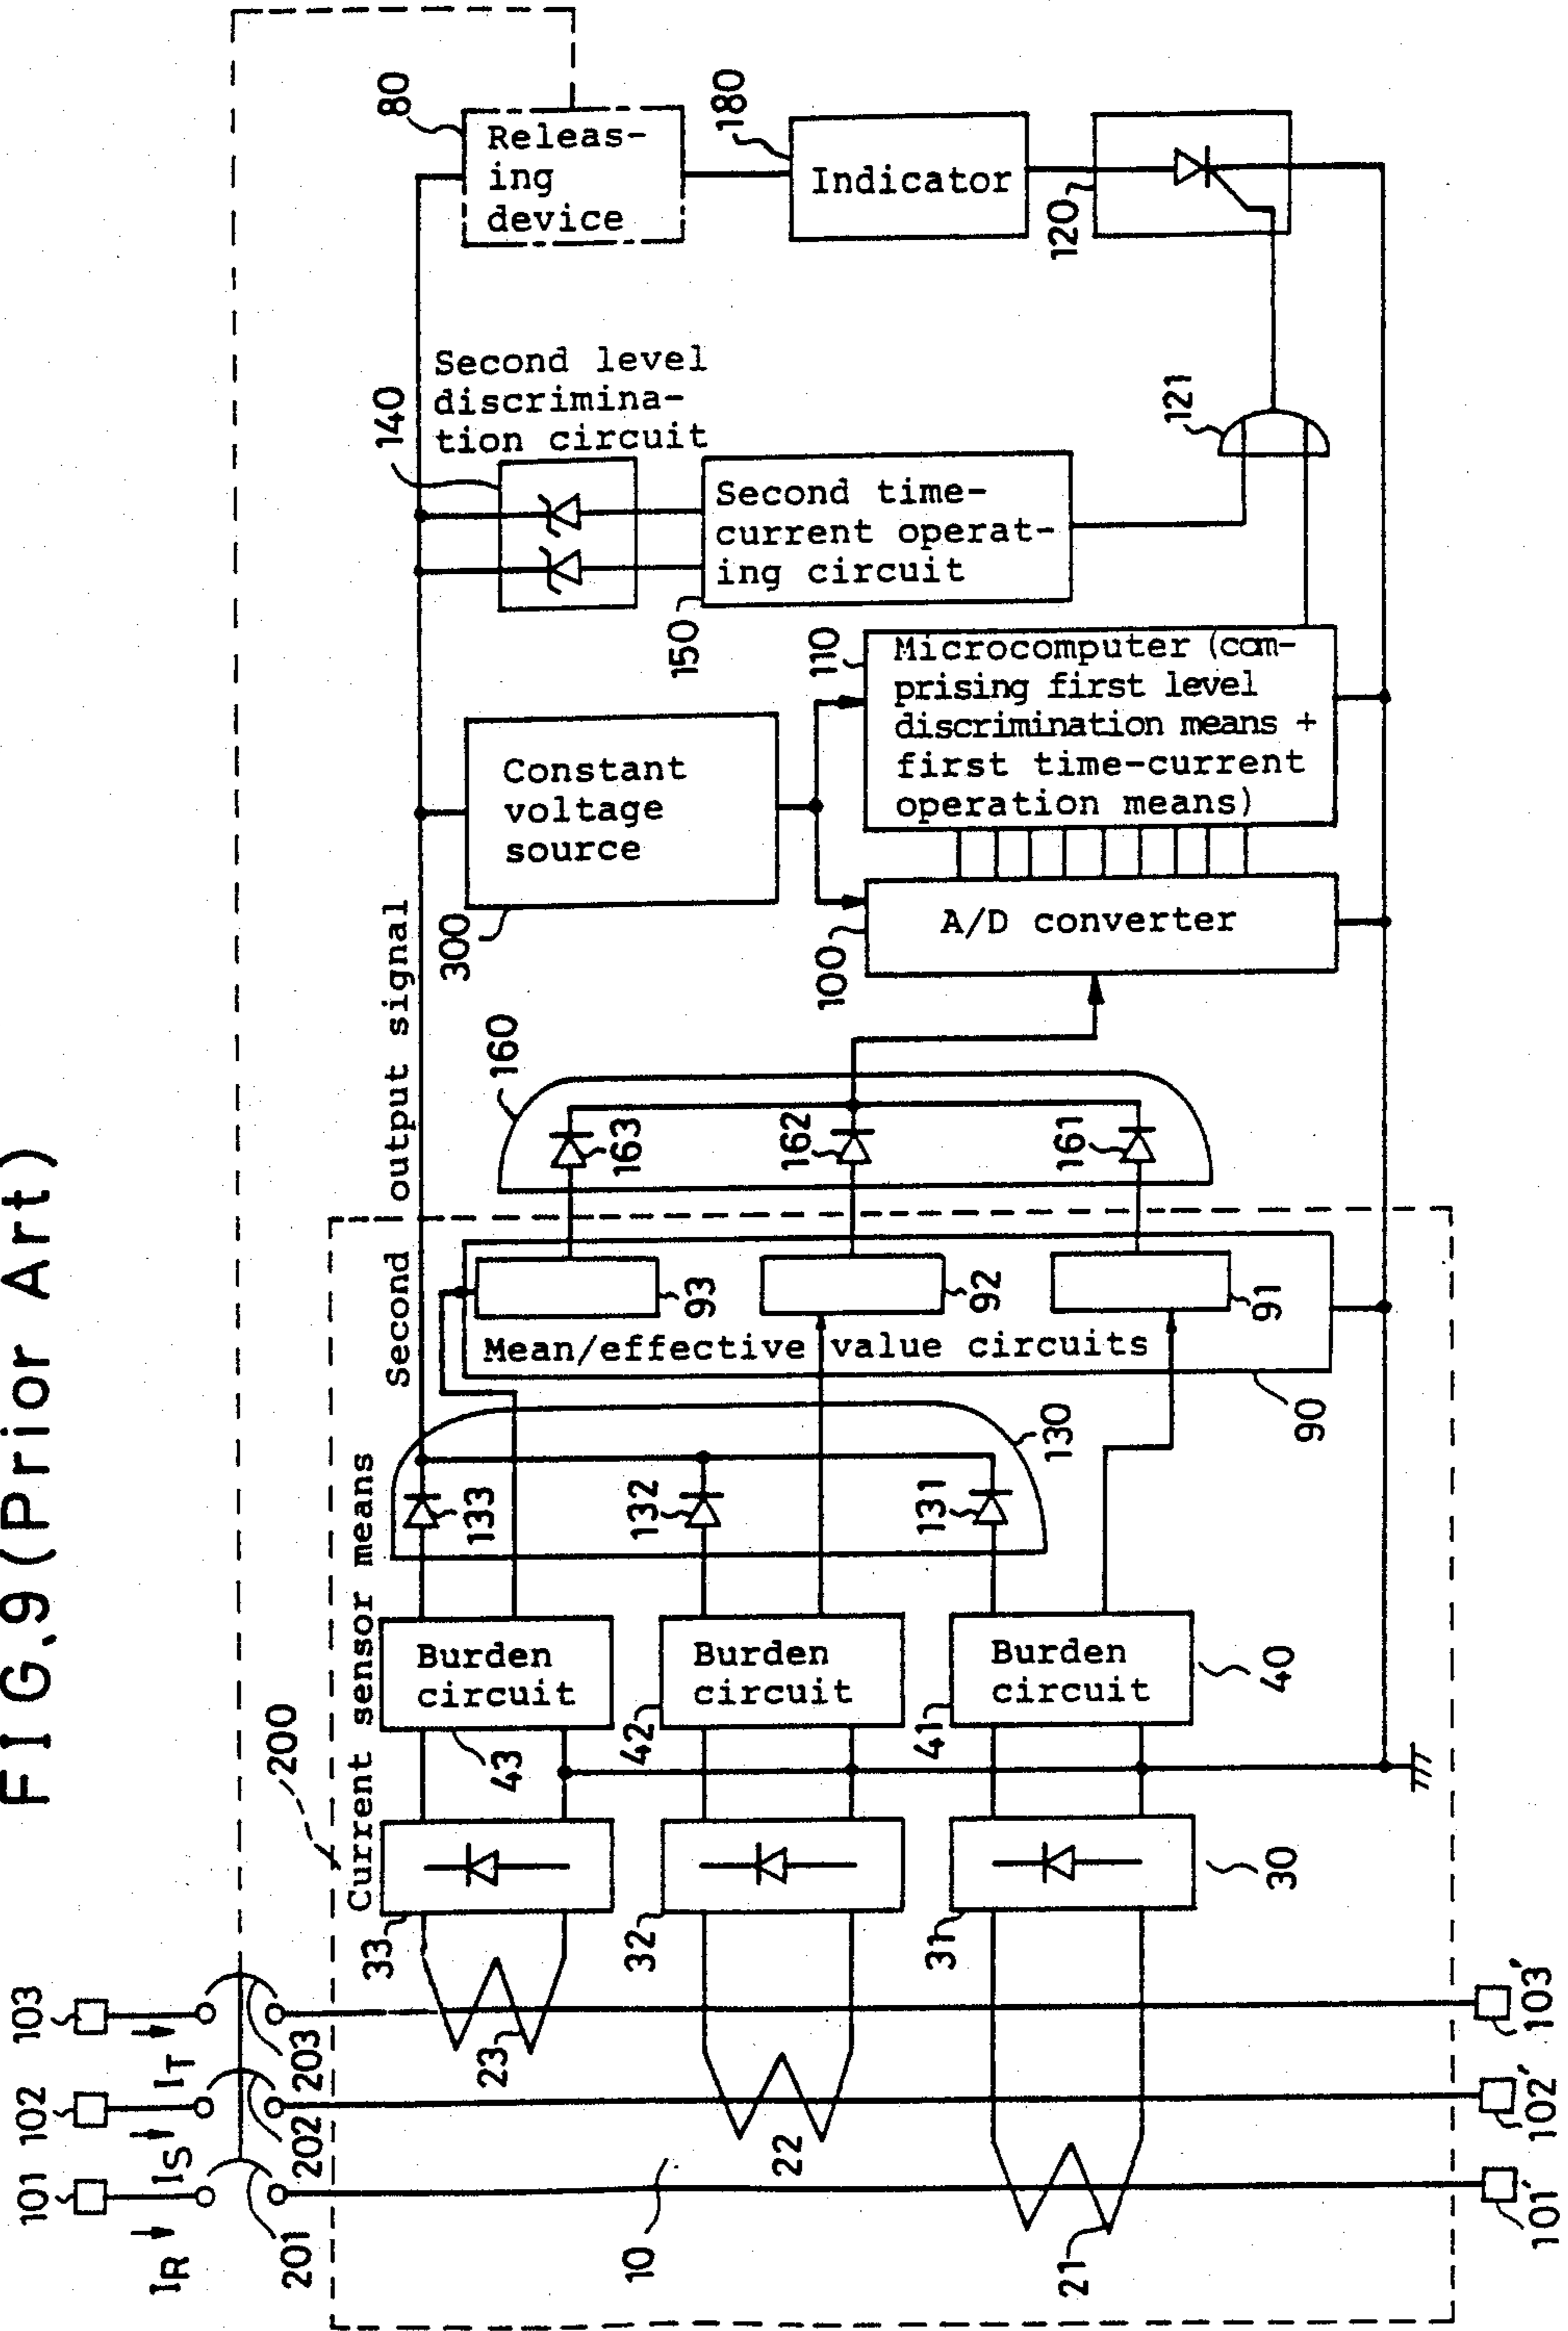 FIG.9(Prior Art)
101
102
103
IR
IS
IT
201
202
203
200
Current sensor means
10
21
22
23
33
32
31
30
43
42
41
40
Burden
circuit
Burden
circuit
Burden
circuit
133
132
131
130
Second output signal
93
92
91
Mean/effective value circuits
90
160
163
162
161
300
Constant
voltage
source
100
A/D converter
110
Microcomputer (com-
prising first level
discrimination means +
first time-current
operation means)
140
Second level
discrimina-
tion circuit
150
Second time-
current operat-
ing circuit
121
80
Releas-
ing
device
180
Indicator
120
101'
102'
103'